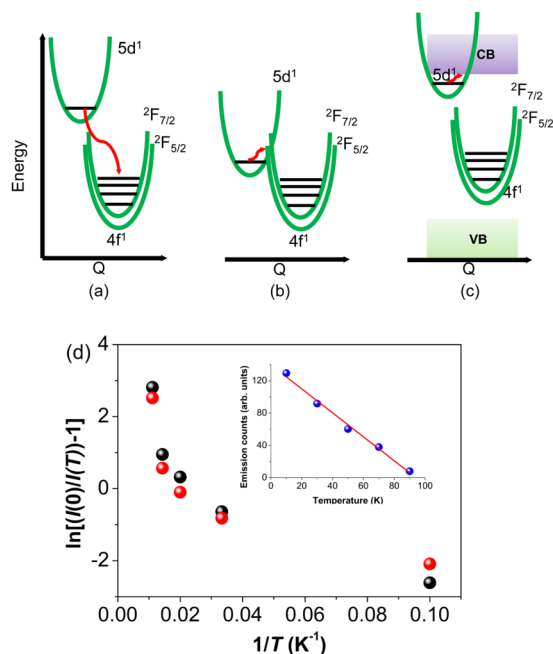 5d¹
²F7/2
²F5/2
4f¹
Energy
Q
(a)
5d¹
²F7/2
²F5/2
4f¹
Q
(b)
CB
5d¹
²F7/2
²F5/2
4f¹
VB
Q
(c)
(d)
ln[(I(0)/I(T))-1]
4
2
0
-2
0.00 0.02 0.04 0.06 0.08 0.10
1/T (K⁻¹)
Emission counts (arb. units)
120
80
40
0
0 20 40 60 80 100
Temperature (K)